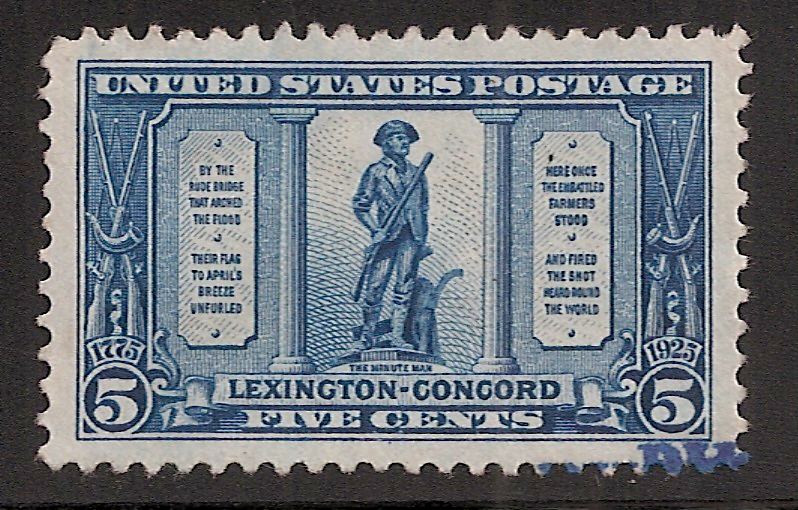 UNITED STATES POSTAGE
BY THE
RUDE BRIDGE
THAT ARCHED
THE FLOOD
THEIR FLAG
TO APRIL'S
BREEZE
UNFURLED
HERE ONCE
THE EMBATTLED
FARMERS
STOOD
AND FIRED
THE SHOT
HEARD ROUND
THE WORLD
1775
1925
THE MINUTE MAN
5
LEXINGTON-CONCORD
5
FIVE CENTS